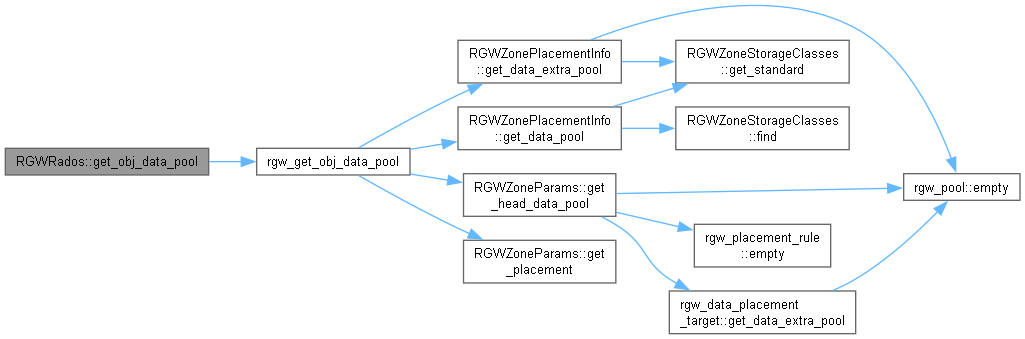 RGWZonePlacementInfo
::get_data_extra_pool
RGWZoneStorageClasses
::get_standard
RGWZonePlacementInfo
::get_data_pool
RGWZoneStorageClasses
::find
RGWRados::get_obj_data_pool
rgw_get_obj_data_pool
RGWZoneParams::get
_head_data_pool
rgw_pool::empty
rgw_placement_rule
::empty
RGWZoneParams::get
_placement
rgw_data_placement
_target::get_data_extra_pool